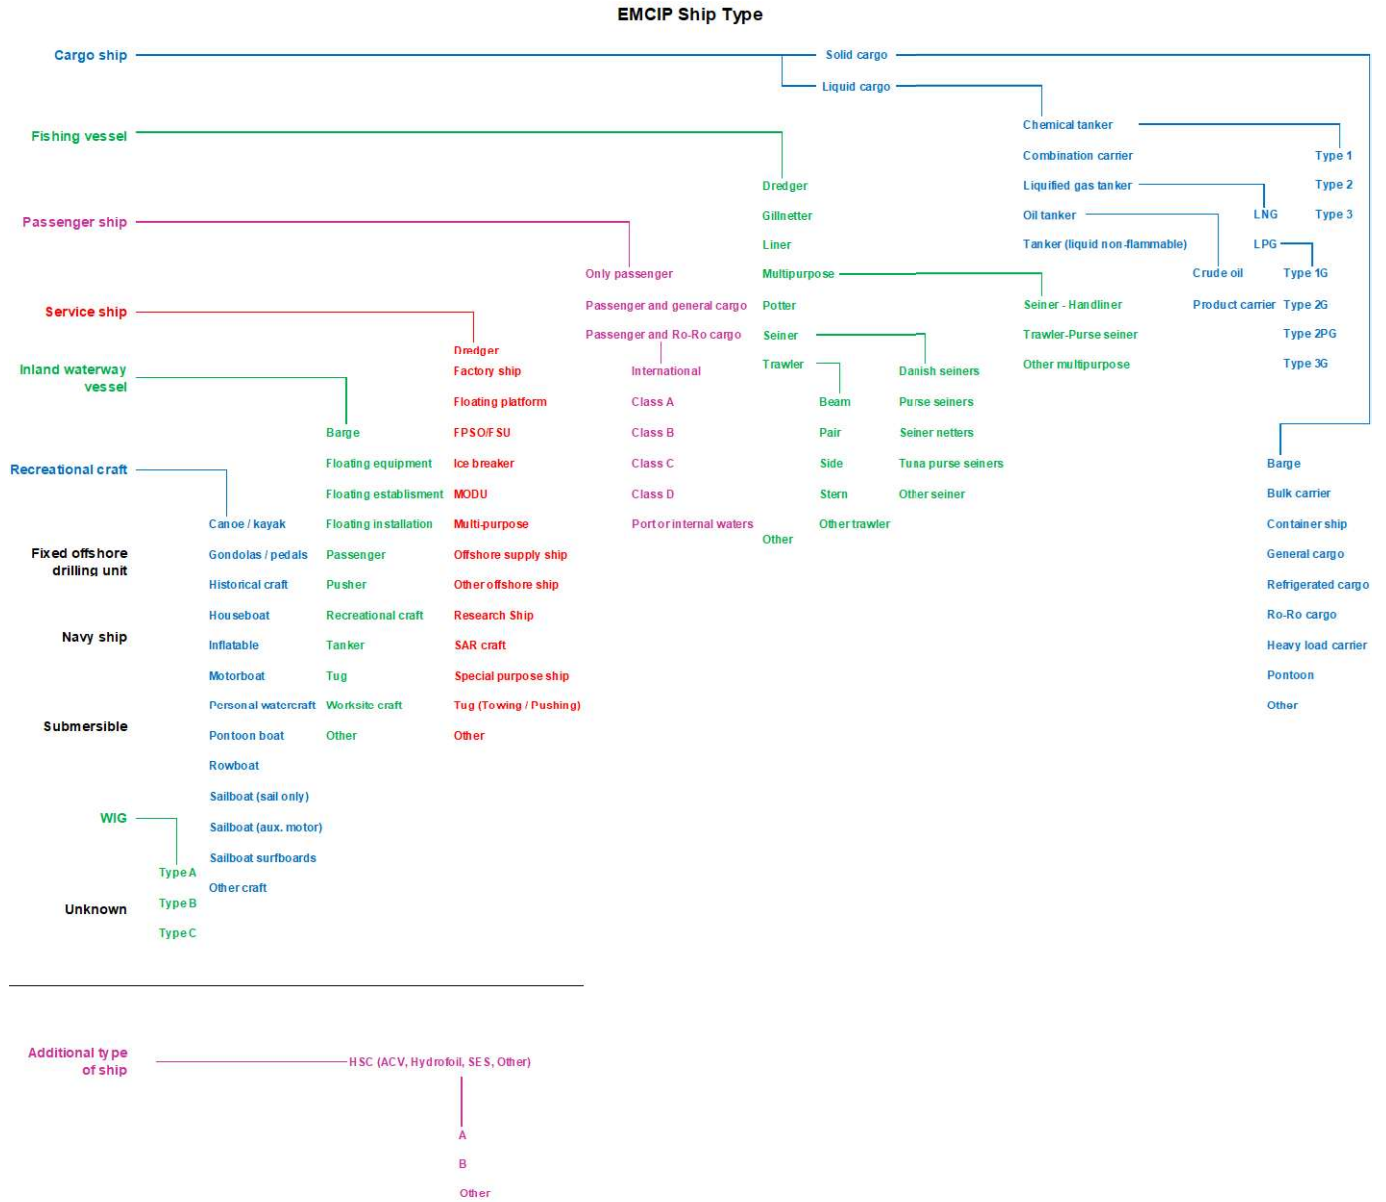 EMCIP Ship Type
Cargo ship
Solid cargo
Liquid cargo
Chemical tanker
Combination carrier
Liquified gas tanker
Oil tanker
Tanker (liquid non-flammable)
Type 1
Type 2
Type 3
LNG
LPG
Type 1G
Type 2G
Type 2PG
Type 3G
Crude oil
Product carrier
Barge
Bulk carrier
Container ship
General cargo
Refrigerated cargo
Ro-Ro cargo
Heavy load carrier
Pontoon
Other
Fishing vessel
Dredger
Gillnetter
Liner
Multipurpose
Potter
Seiner
Trawler
Other
Seiner - Handliner
Trawler-Purse seiner
Other multipurpose
Danish seiners
Purse seiners
Seiner netters
Tuna purse seiners
Other seiner
Beam
Pair
Side
Stern
Other trawler
Passenger ship
Only passenger
Passenger and general cargo
Passenger and Ro-Ro cargo
International
Class A
Class B
Class C
Class D
Port or internal waters
Service ship
Dredger
Factory ship
Floating platform
FPSO/FSU
Ice breaker
MODU
Multi-purpose
Offshore supply ship
Other offshore ship
Research Ship
SAR craft
Special purpose ship
Tug (Towing / Pushing)
Other
Inland waterway
vessel
Barge
Floating equipment
Floating establisment
Floating installation
Passenger
Pusher
Recreational craft
Tanker
Tug
Worksite craft
Other
Recreational craft
Canoe / kayak
Gondolas / pedals
Historical craft
Houseboat
Inflatable
Motorboat
Personal watercraft
Pontoon boat
Rowboat
Sailboat (sail only)
Sailboat (aux. motor)
Sailboat surfboards
Other craft
Fixed offshore
drilling unit
Navy ship
Submersible
WIG
Type A
Type B
Type C
Unknown
Additional type
of ship
HSC (ACV, Hydrofoil, SES, Other)
A
B
Other